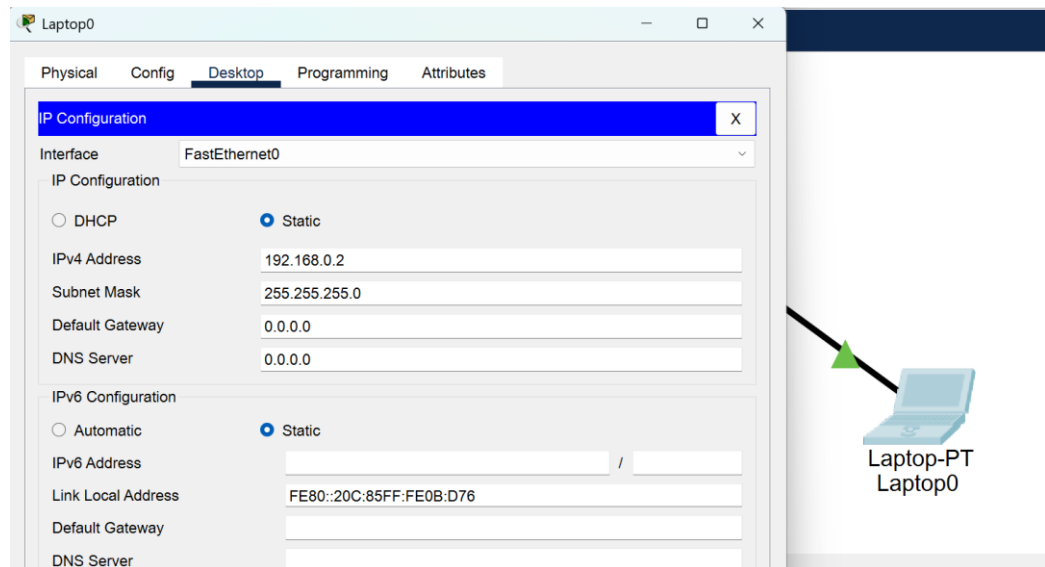 Laptop0
Physical Config Desktop Programming Attributes
IP Configuration X
Interface FastEthernet0
IP Configuration
DHCP Static
IPv4 Address 192.168.0.2
Subnet Mask 255.255.255.0
Default Gateway 0.0.0.0
DNS Server 0.0.0.0
IPv6 Configuration
Automatic Static
IPv6 Address /
Link Local Address FE80::20C:85FF:FE0B:D76
Default Gateway
DNS Server
Laptop-PT
Laptop0